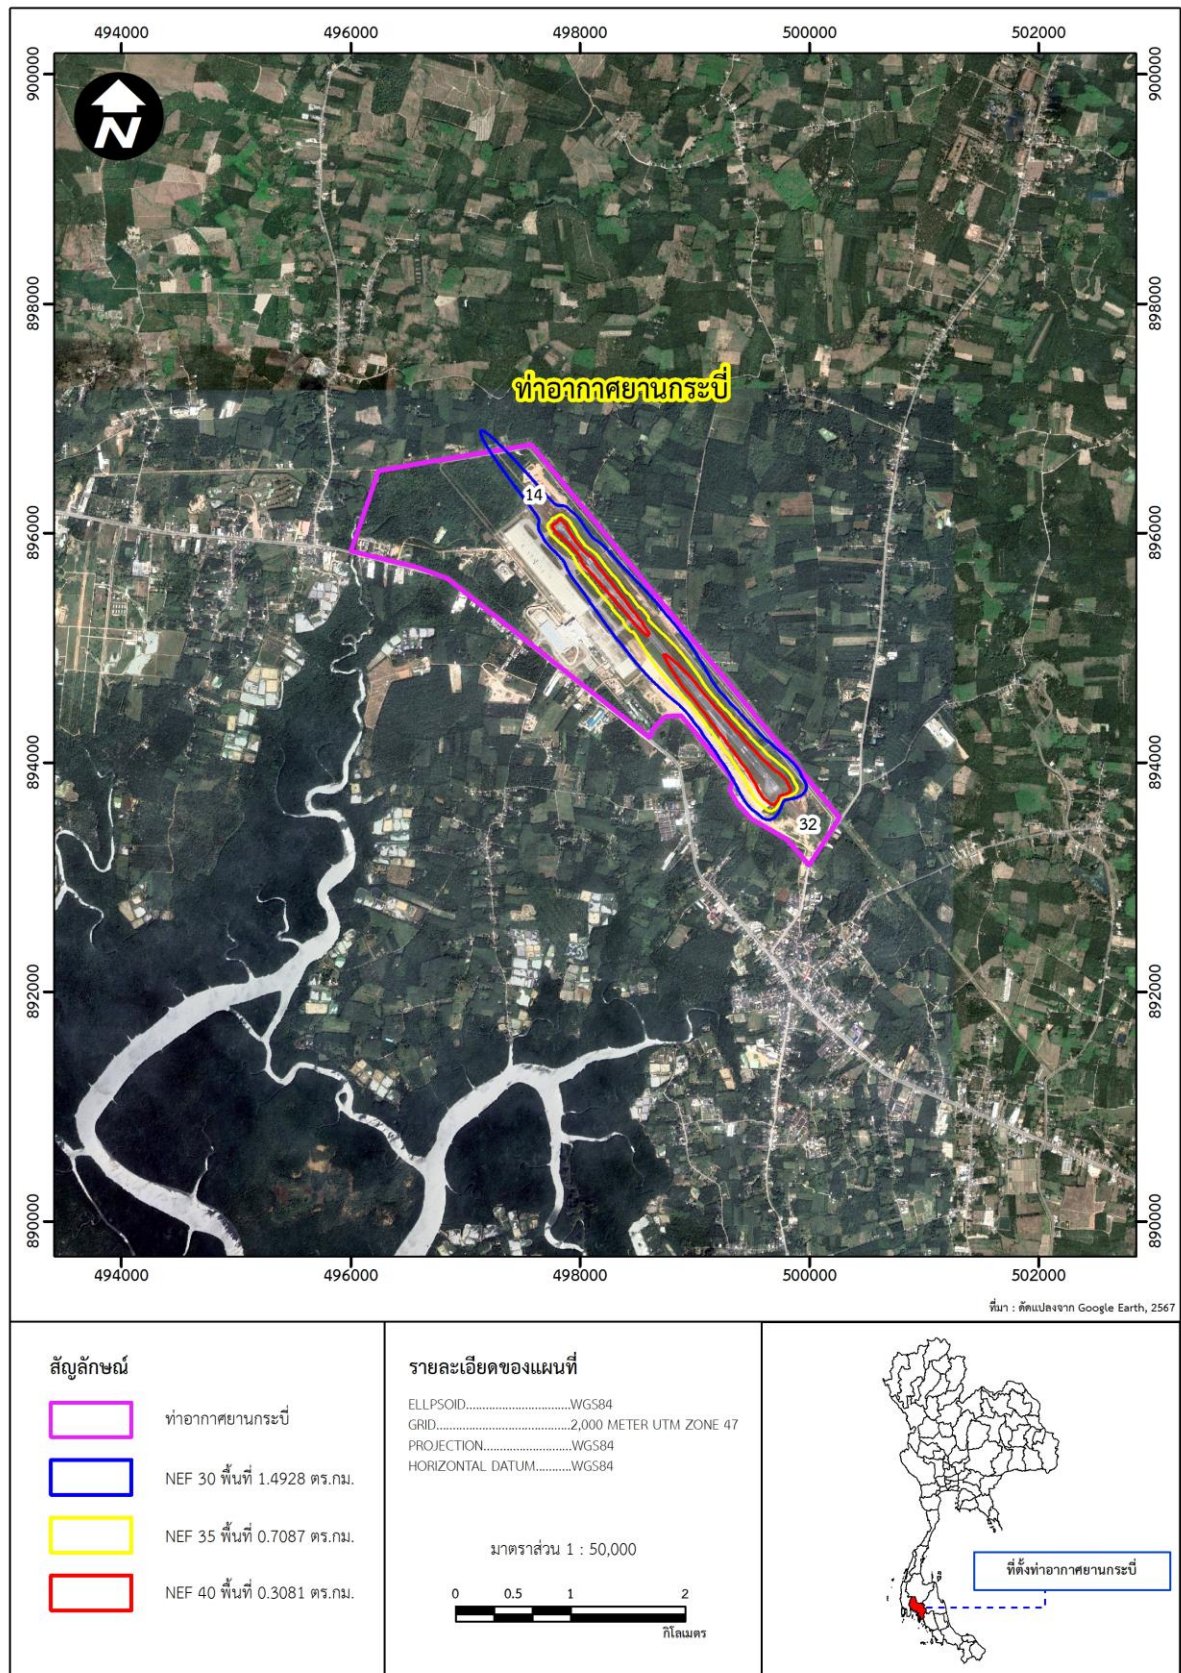 494000 496000 498000 500000 502000
900000 900000
N
898000 898000
ท่าอากาศยานกระบี่
14
896000 896000
894000 894000
32
892000 892000
890000 890000
494000 496000 498000 500000 502000
ที่มา : ดัดแปลงจาก Google Earth, 2567
สัญลักษณ์
ท่าอากาศยานกระบี่
NEF 30 พื้นที่ 1.4928 ตร.กม.
NEF 35 พื้นที่ 0.7087 ตร.กม.
NEF 40 พื้นที่ 0.3081 ตร.กม.
รายละเอียดของแผนที่
ELLPSOID..............................WGS84
GRID.......................................2,000 METER UTM ZONE 47
PROJECTION.........................WGS84
HORIZONTAL DATUM..........WGS84
มาตราส่วน 1 : 50,000
0 0.5 1 2
กิโลเมตร
ที่ตั้งท่าอากาศยานกระบี่